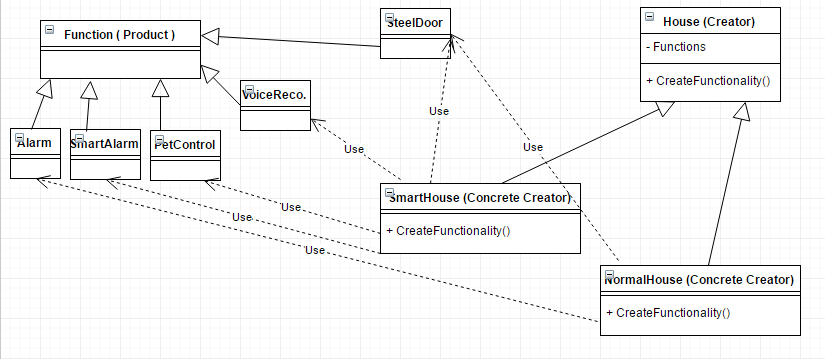 Function ( Product )
SteelDoor
House (Creator)
- Functions
+ CreateFunctionality()
VoiceReco.
Use
Alarm
SmartAlarm
PetControl
Use
Use
SmartHouse (Concrete Creator)
+ CreateFunctionality()
Use
Use
Use
NormalHouse (Concrete Creator)
+ CreateFunctionality()